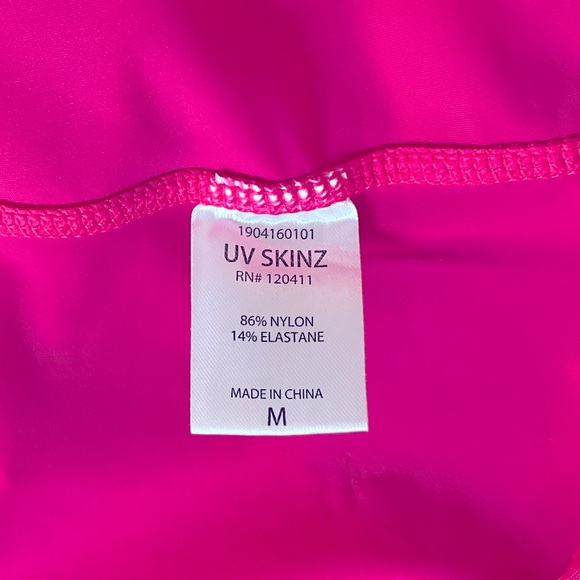 1904160101
UV SKINZ
RN# 120411
86% NYLON
14% ELASTANE
MADE IN CHINA
M